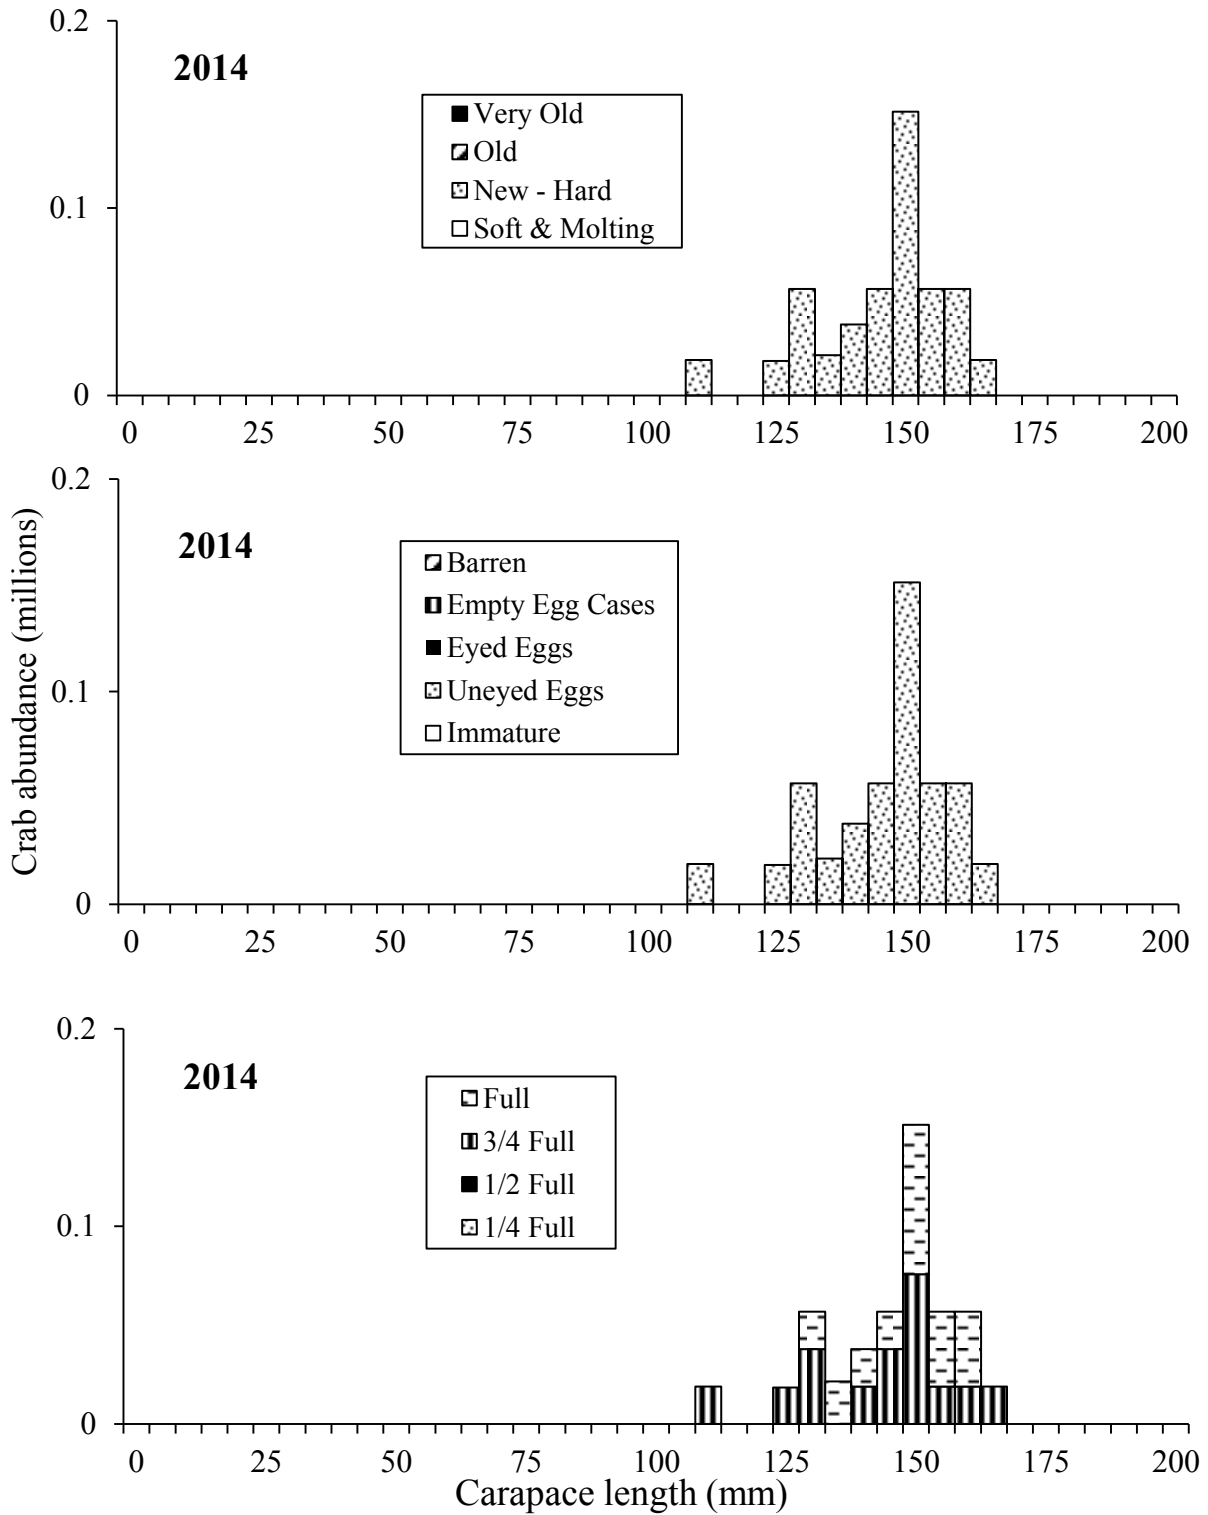 0.2
2014
Very Old
Old
New - Hard
Soft & Molting
0.1
0
0 25 50 75 100 125 150 175 200
Crab abundance (millions)
0.2
2014
Barren
Empty Egg Cases
Eyed Eggs
Uneyed Eggs
Immature
0.1
0
0 25 50 75 100 125 150 175 200
0.2
2014
Full
3/4 Full
1/2 Full
1/4 Full
0.1
0
0 25 50 75 100 125 150 175 200
Carapace length (mm)